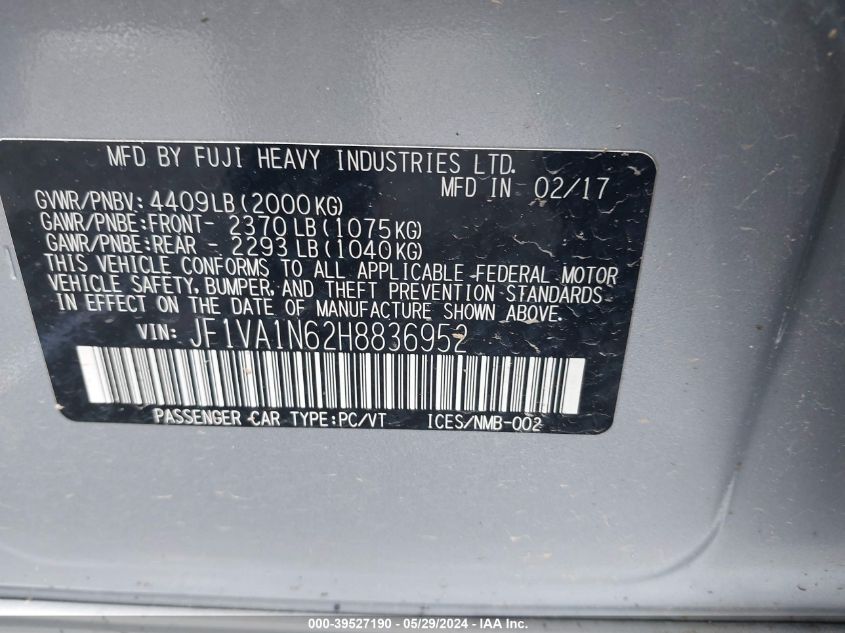 MFD BY FUJI HEAVY INDUSTRIES LTD.
MFD IN 02/17
GVWR/PNBV: 4409LB(2000KG)
GAWR/PNBE:FRONT- 2370LB(1075KG)
GAWR/PNBE:REAR - 2293LB(1040KG)
THIS VEHICLE CONFORMS TO ALL APPLICABLE FEDERAL MOTOR
VEHICLE SAFETY, BUMPER, AND THEFT PREVENTION STANDARDS
IN EFFECT ON THE DATE OF MANUFACTURE SHOWN ABOVE.
VIN: JF1VA1N62H8836952
PASSENGER CAR TYPE:PC/VT ICES/NMB-002
000-39527190 - 05/29/2024 - IAA Inc.